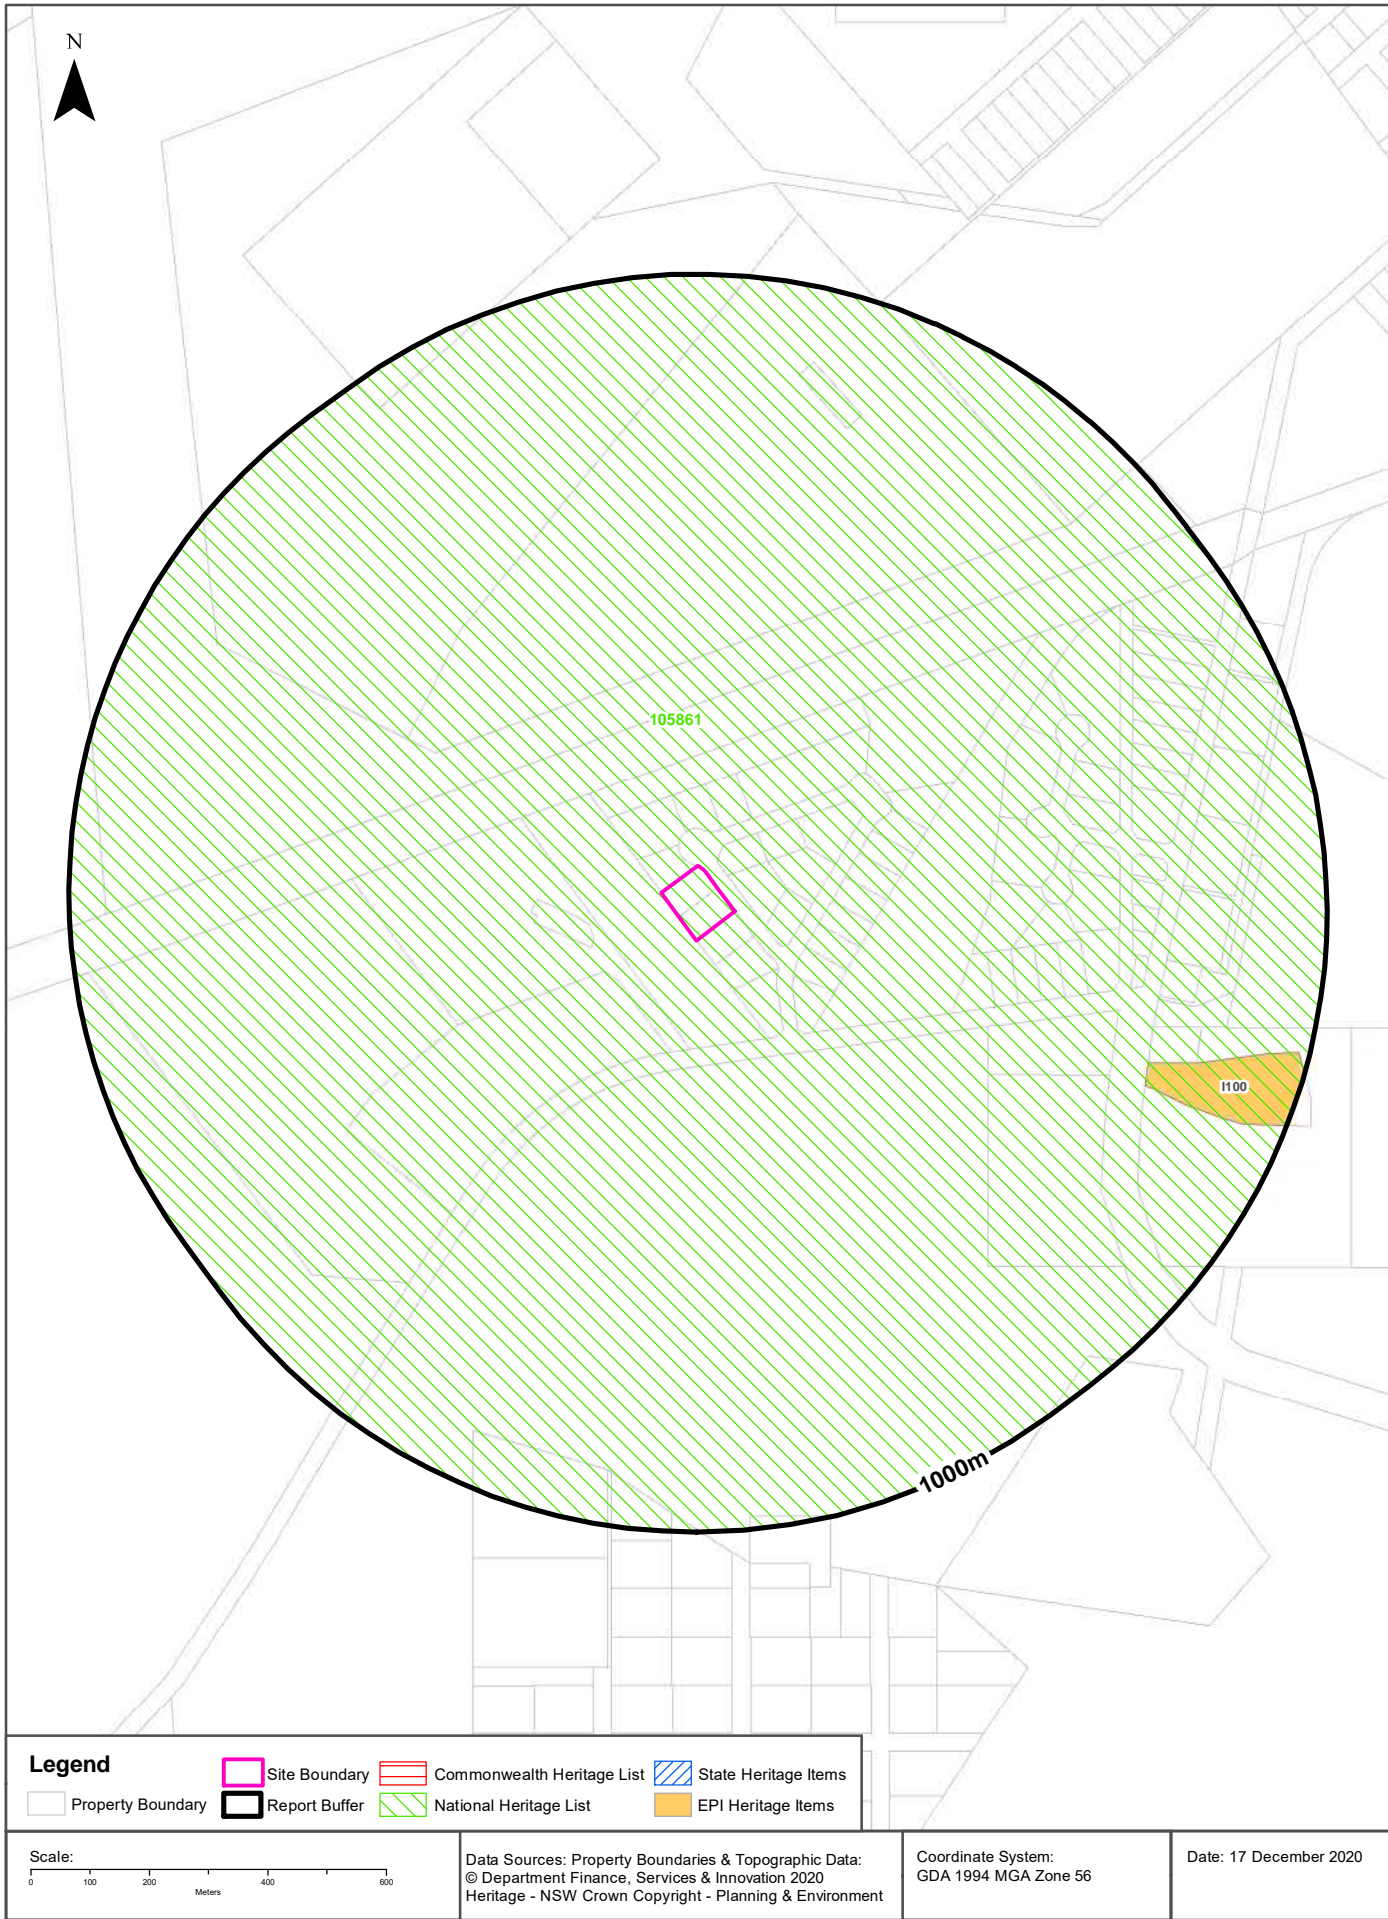 N
105861
I100
1000m
Legend
Property Boundary
Site Boundary
Report Buffer
Commonwealth Heritage List
National Heritage List
State Heritage Items
EPI Heritage Items
Scale:
0 100 200 400 600
Meters
Data Sources: Property Boundaries & Topographic Data:
© Department Finance, Services & Innovation 2020
Heritage - NSW Crown Copyright - Planning & Environment
Coordinate System:
GDA 1994 MGA Zone 56
Date: 17 December 2020